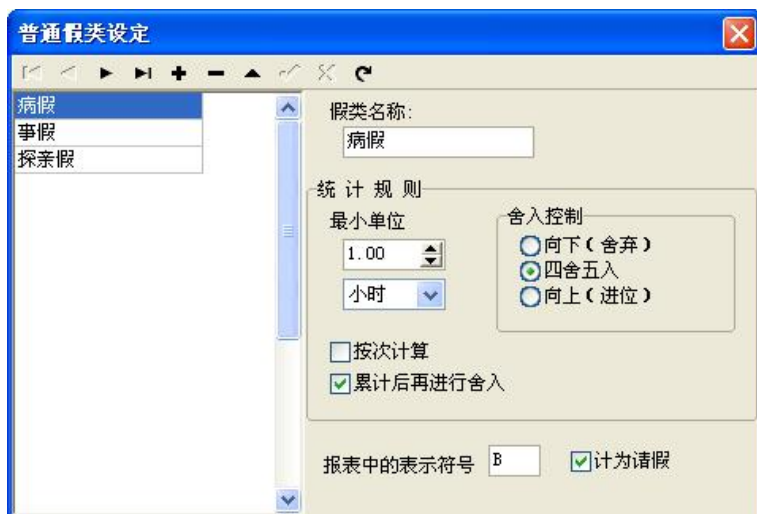 普通假类设定
病假
事假
探亲假
假类名称:
病假
统 计 规 则
最小单位
1.00
小时
舍入控制
向下(舍弃)
四舍五入
向上(进位)
按次计算
累计后再进行舍入
报表中的表示符号 B 计为请假